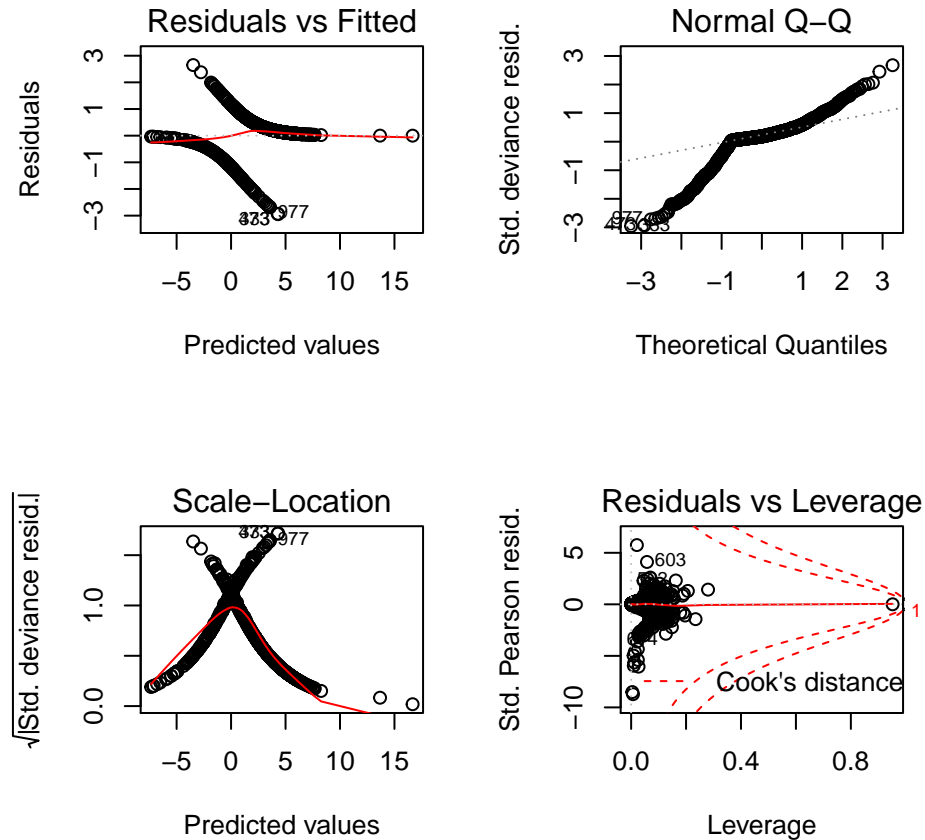 Residuals vs Fitted
Residuals
3
1
−1
−3
977
−5 0 5 10 15
Predicted values
Normal Q−Q
Std. deviance resid.
3
1
−1
−3
−3 −1 1 2 3
Theoretical Quantiles
Scale−Location
√|Std. deviance resid.|
1.0
0.0
977
−5 0 5 10 15
Predicted values
Residuals vs Leverage
Std. Pearson resid.
5
0
−10
603
1
Cook's distance
0.0 0.4 0.8
Leverage